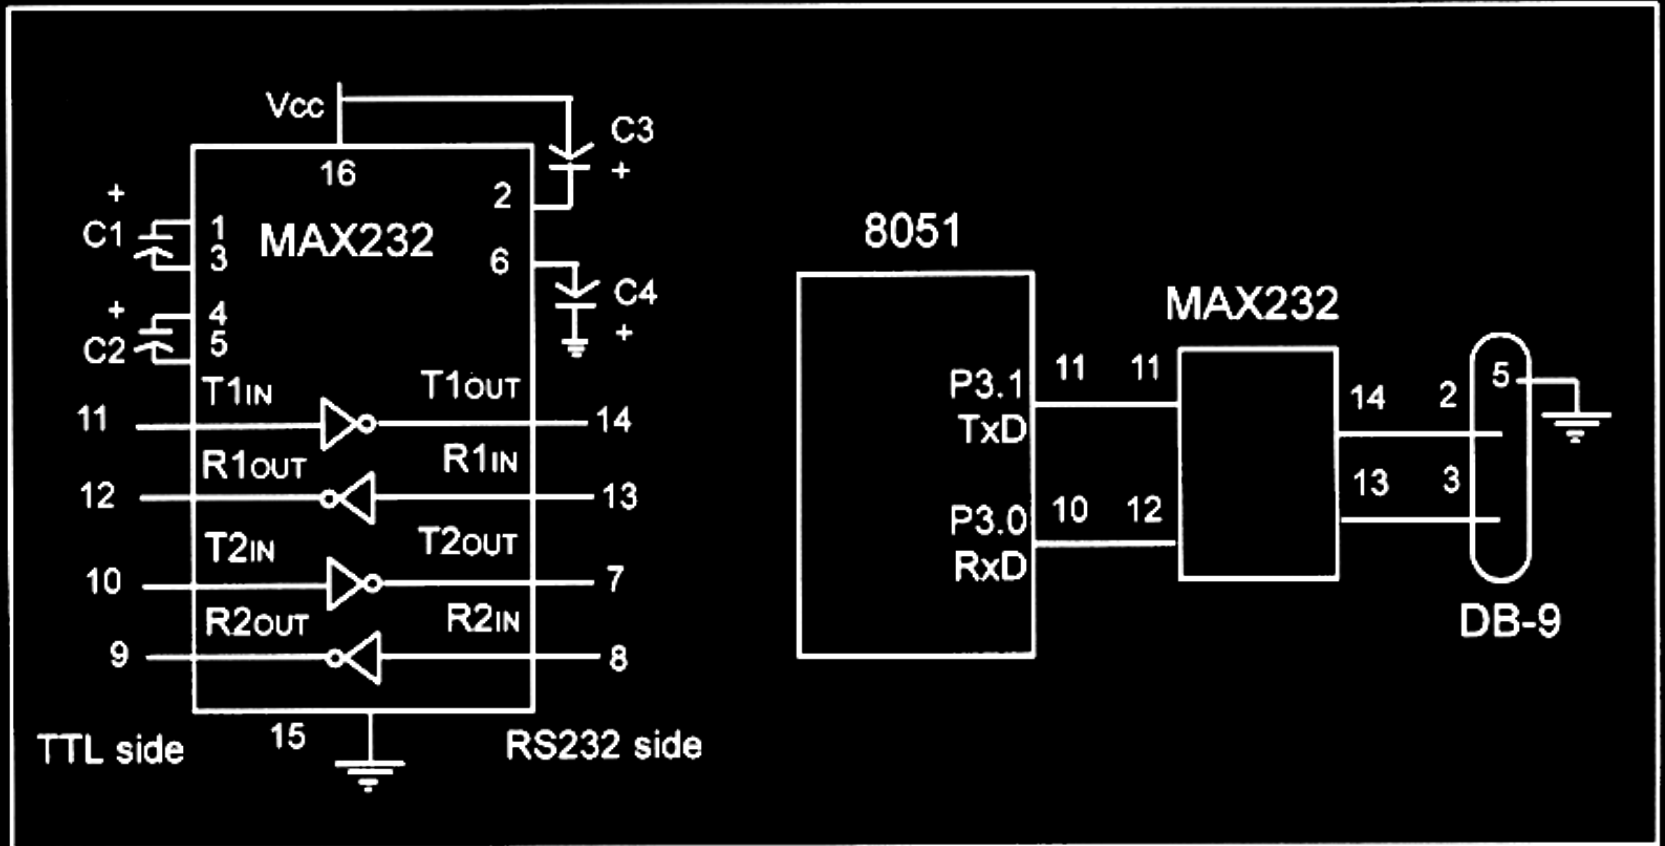 Vcc
C3
+
16
2
+
C1
1
3
MAX232
6
C4
+
+
C2
4
5
T1IN
T1OUT
11
14
R1OUT
R1IN
12
13
T2IN
T2OUT
10
7
R2OUT
R2IN
9
8
TTL side
15
RS232 side
8051
MAX232
P3.1
TxD
11
11
14
2
5
P3.0
RxD
10
12
13
3
DB-9